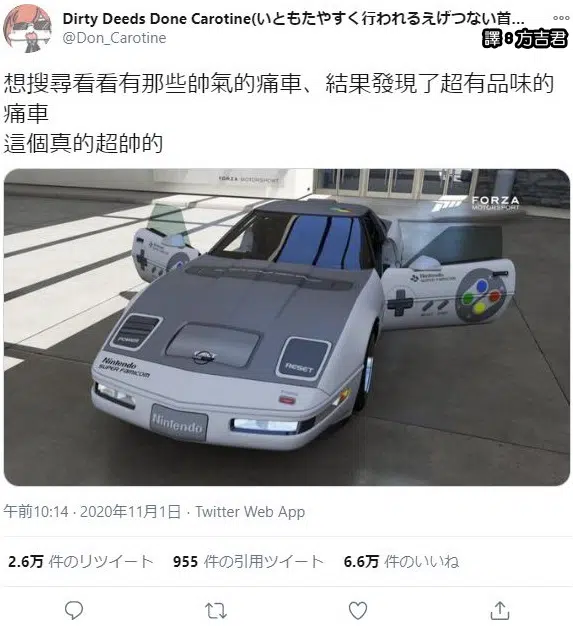 Dirty Deeds Done Carotine(いともたやすく行われるえげつない首...
@Don_Carotine
譯 方吉君
想搜尋看看有那些帥氣的痛車、結果發現了超有品味的
痛車
這個真的超帥的
FORZA MOTORSPORT
FORZA
MOTORSPORT
Nintendo
SUPER FAMICOM
POWER
RESET
Nintendo
SUPER FAMICOM
Nintendo
午前10:14 · 2020年11月1日 · Twitter Web App
2.6万 件のリツイート 955 件の引用ツイート 6.6万 件のいいね